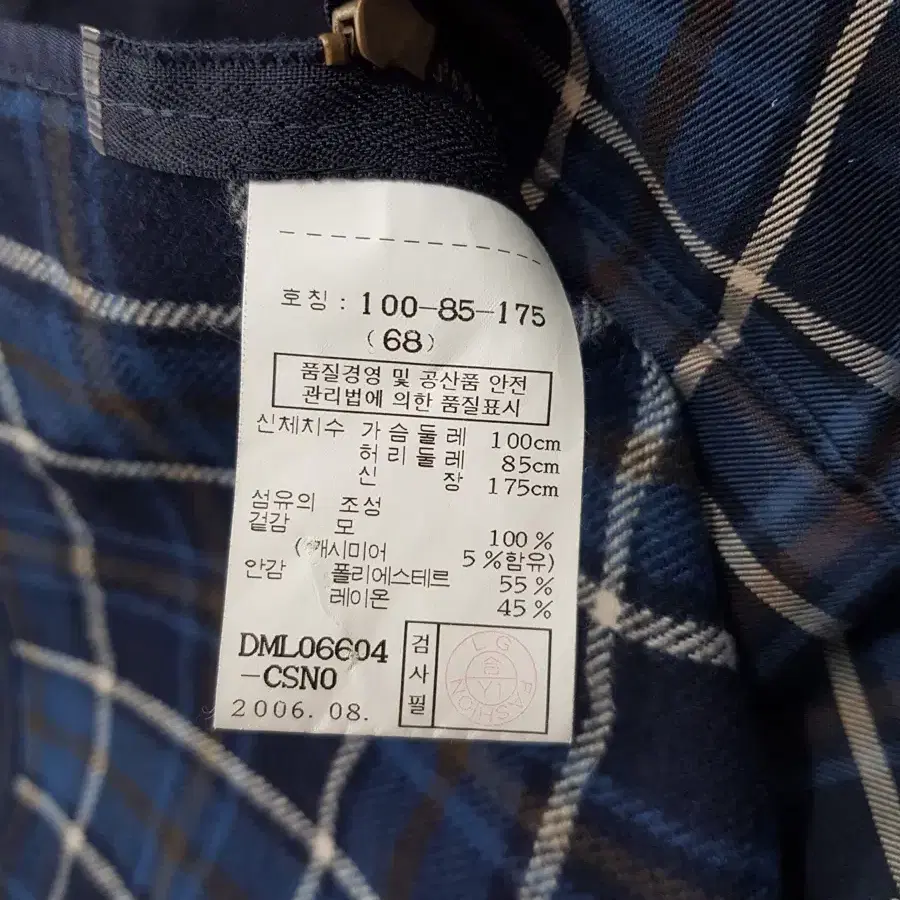 호칭 : 100-85-175
(68)
품질경영 및 공산품 안전
관리법에 의한 품질표시
신체치수 가슴둘레 100cm
허리둘레 85cm
신 장 175cm
섬유의 조성
겉감 모 100%
(캐시미어 5%함유)
안감 폴리에스테르 55%
레이온 45%
DML06604
-CSN0
2006. 08.
검사필
LG
FASHION